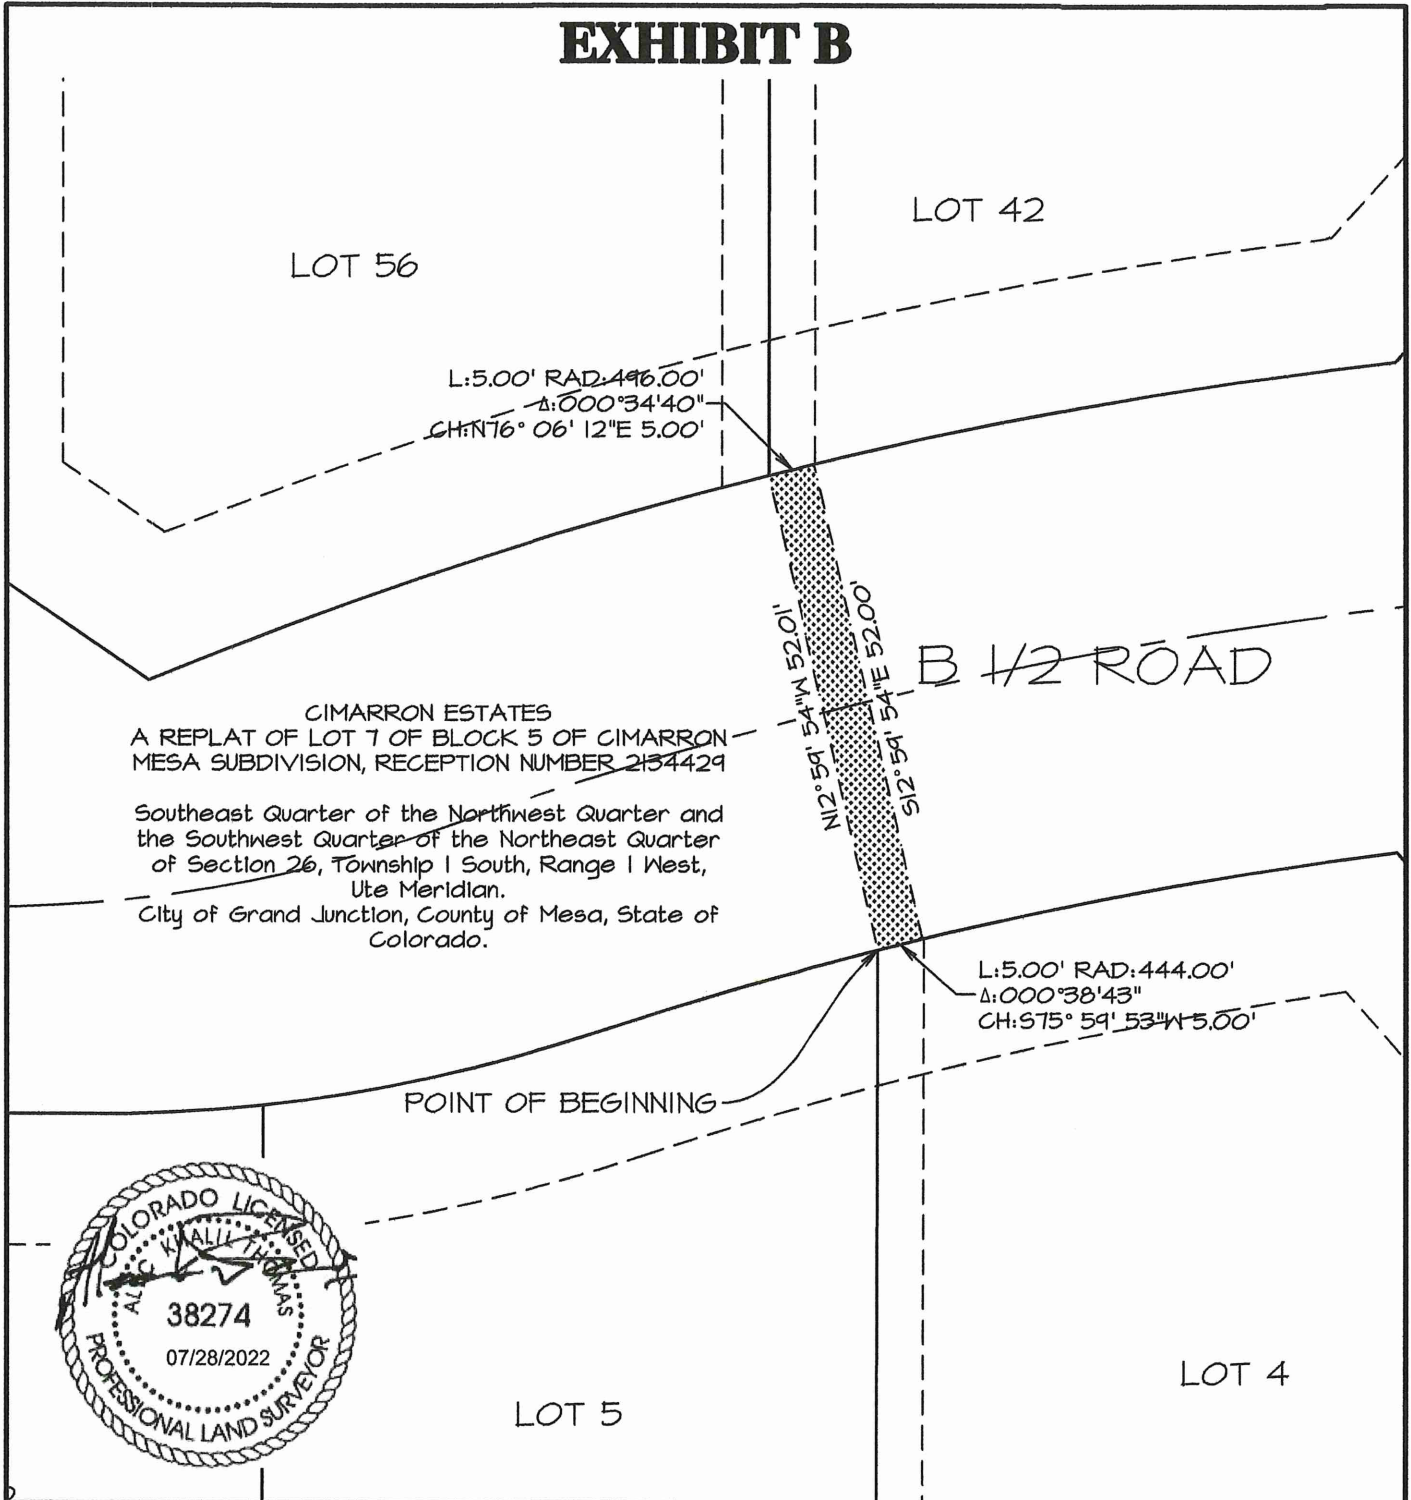 EXHIBIT B
LOT 42
LOT 56
L:5.00' RAD:496.00'
Δ:000°34'40"
CH:N76° 06' 12"E 5.00'
N12° 59' 54"W 52.01'
S12° 59' 54"E 52.00'
B 1/2 ROAD
CIMARRON ESTATES
A REPLAT OF LOT 7 OF BLOCK 5 OF CIMARRON
MESA SUBDIVISION, RECEPTION NUMBER 2134429
Southeast Quarter of the Northwest Quarter and
the Southwest Quarter of the Northeast Quarter
of Section 26, Township 1 South, Range 1 West,
Ute Meridian.
City of Grand Junction, County of Mesa, State of
Colorado.
L:5.00' RAD:444.00'
Δ:000°38'43"
CH:S75° 59' 53"W 5.00'
POINT OF BEGINNING
COLORADO LICENSED
ALEC KHALIL THOMAS
38274
07/28/2022
PROFESSIONAL LAND SURVEYOR
LOT 4
LOT 5